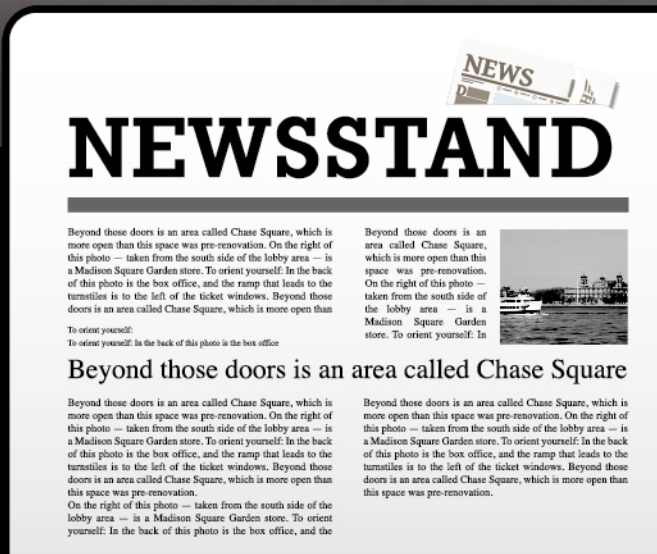 NEWS
D
NEWSSTAND
Beyond those doors is an area called Chase Square, which is
more open than this space was pre-renovation. On the right of
this photo — taken from the south side of the lobby area — is
a Madison Square Garden store. To orient yourself: In the back
of this photo is the box office, and the ramp that leads to the
turnstiles is to the left of the ticket windows. Beyond those
doors is an area called Chase Square, which is more open than
To orient yourself:
To orient yourself: In the back of this photo is the box office
Beyond those doors is an
area called Chase Square,
which is more open than this
space was pre-renovation.
On the right of this photo —
taken from the south side of
the lobby area — is a
Madison Square Garden
store. To orient yourself: In
Beyond those doors is an area called Chase Square
Beyond those doors is an area called Chase Square, which is
more open than this space was pre-renovation. On the right of
this photo — taken from the south side of the lobby area — is
a Madison Square Garden store. To orient yourself: In the back
of this photo is the box office, and the ramp that leads to the
turnstiles is to the left of the ticket windows. Beyond those
doors is an area called Chase Square, which is more open than
this space was pre-renovation.
On the right of this photo — taken from the south side of the
lobby area — is a Madison Square Garden store. To orient
yourself: In the back of this photo is the box office, and the
Beyond those doors is an area called Chase Square, which is
more open than this space was pre-renovation. On the right of
this photo — taken from the south side of the lobby area — is
a Madison Square Garden store. To orient yourself: In the back
of this photo is the box office, and the ramp that leads to the
turnstiles is to the left of the ticket windows. Beyond those
doors is an area called Chase Square, which is more open than
this space was pre-renovation.